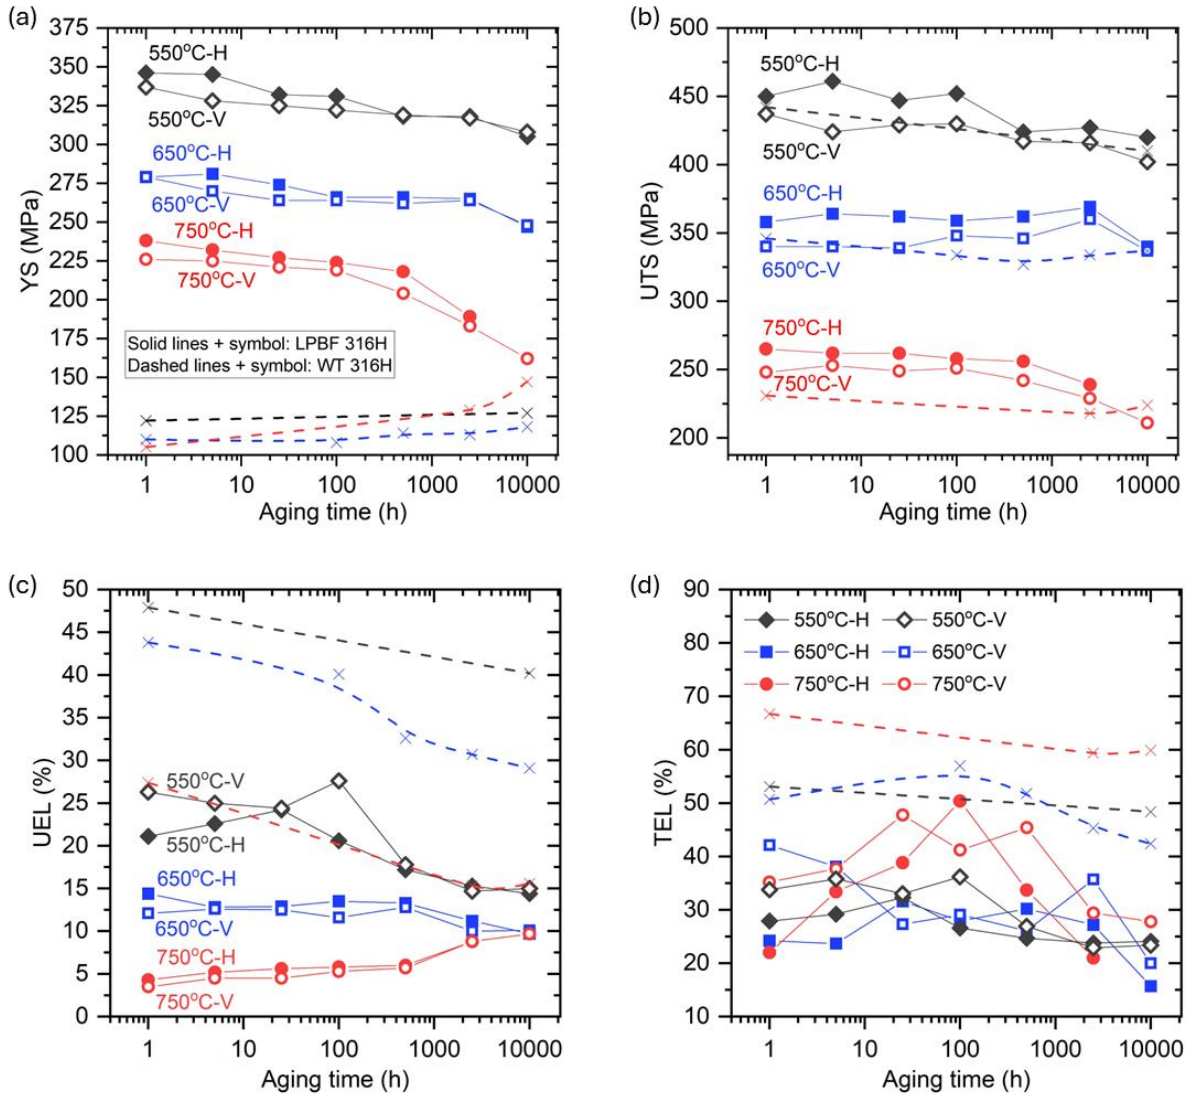 (a)
375
350
325
300
275
250
225
200
175
150
125
100
YS (MPa)
550°C-H
550°C-V
650°C-H
650°C-V
750°C-H
750°C-V
Solid lines + symbol: LPBF 316H
Dashed lines + symbol: WT 316H
1 10 100 1000 10000
Aging time (h)
(b)
500
450
400
350
300
250
200
UTS (MPa)
550°C-H
550°C-V
650°C-H
650°C-V
750°C-H
750°C-V
1 10 100 1000 10000
Aging time (h)
(c)
50
45
40
35
30
25
20
15
10
5
0
UEL (%)
550°C-V
550°C-H
650°C-H
650°C-V
750°C-H
750°C-V
1 10 100 1000 10000
Aging time (h)
(d)
90
80
70
60
50
40
30
20
10
TEL (%)
550°C-H 550°C-V
650°C-H 650°C-V
750°C-H 750°C-V
1 10 100 1000 10000
Aging time (h)